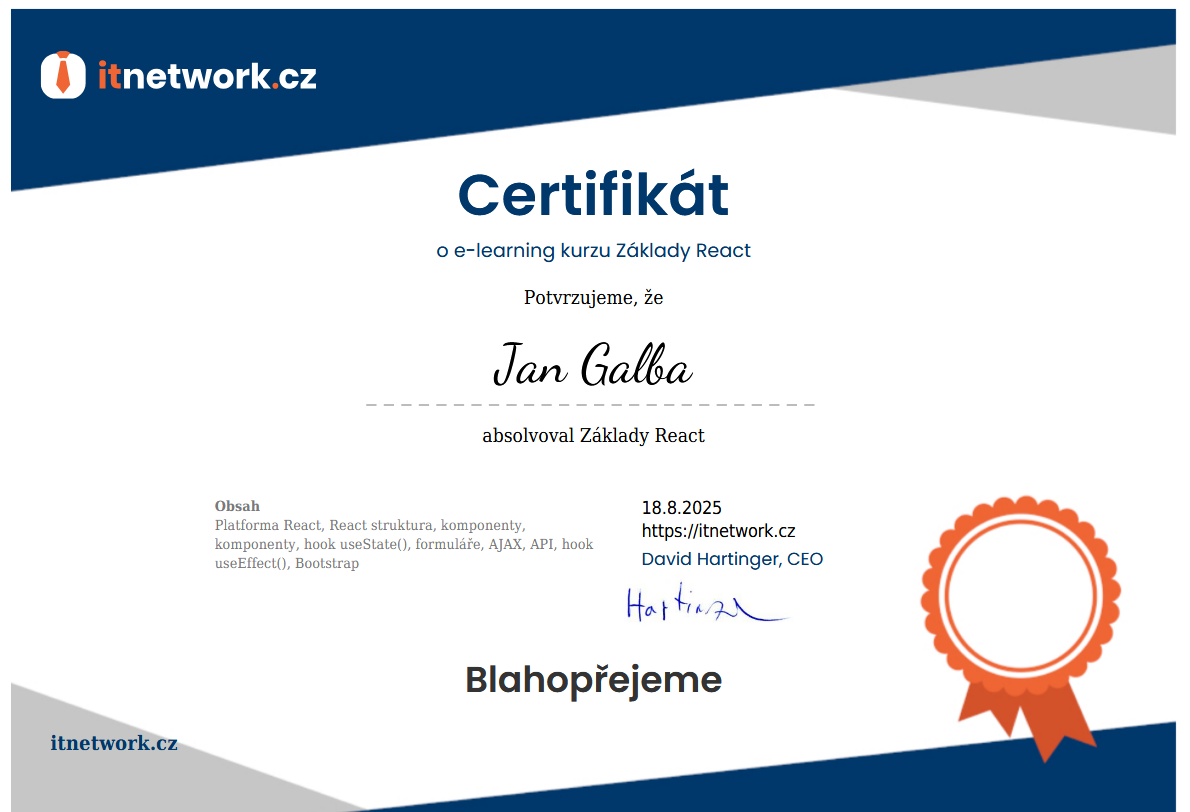 itnetwork.cz
Certifikát
o e-learning kurzu Základy React
Potvrzujeme, že
Jan Galba
absolvoval Základy React
Obsah
Platforma React, React struktura, komponenty,
komponenty, hook useState(), formuláře, AJAX, API, hook
useEffect(), Bootstrap
18.8.2025
https://itnetwork.cz
David Hartinger, CEO
Hartinger
Blahopřejeme
itnetwork.cz